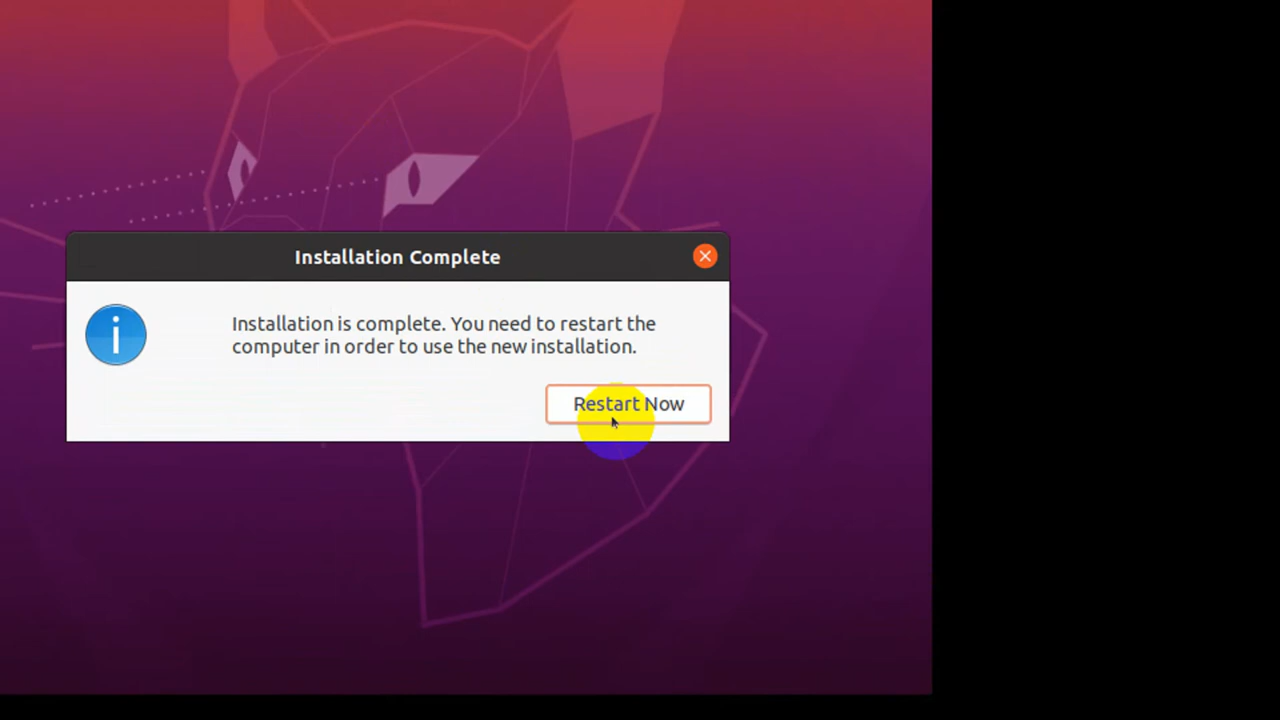 Installation Complete
Installation is complete. You need to restart the
computer in order to use the new installation.
Restart Now